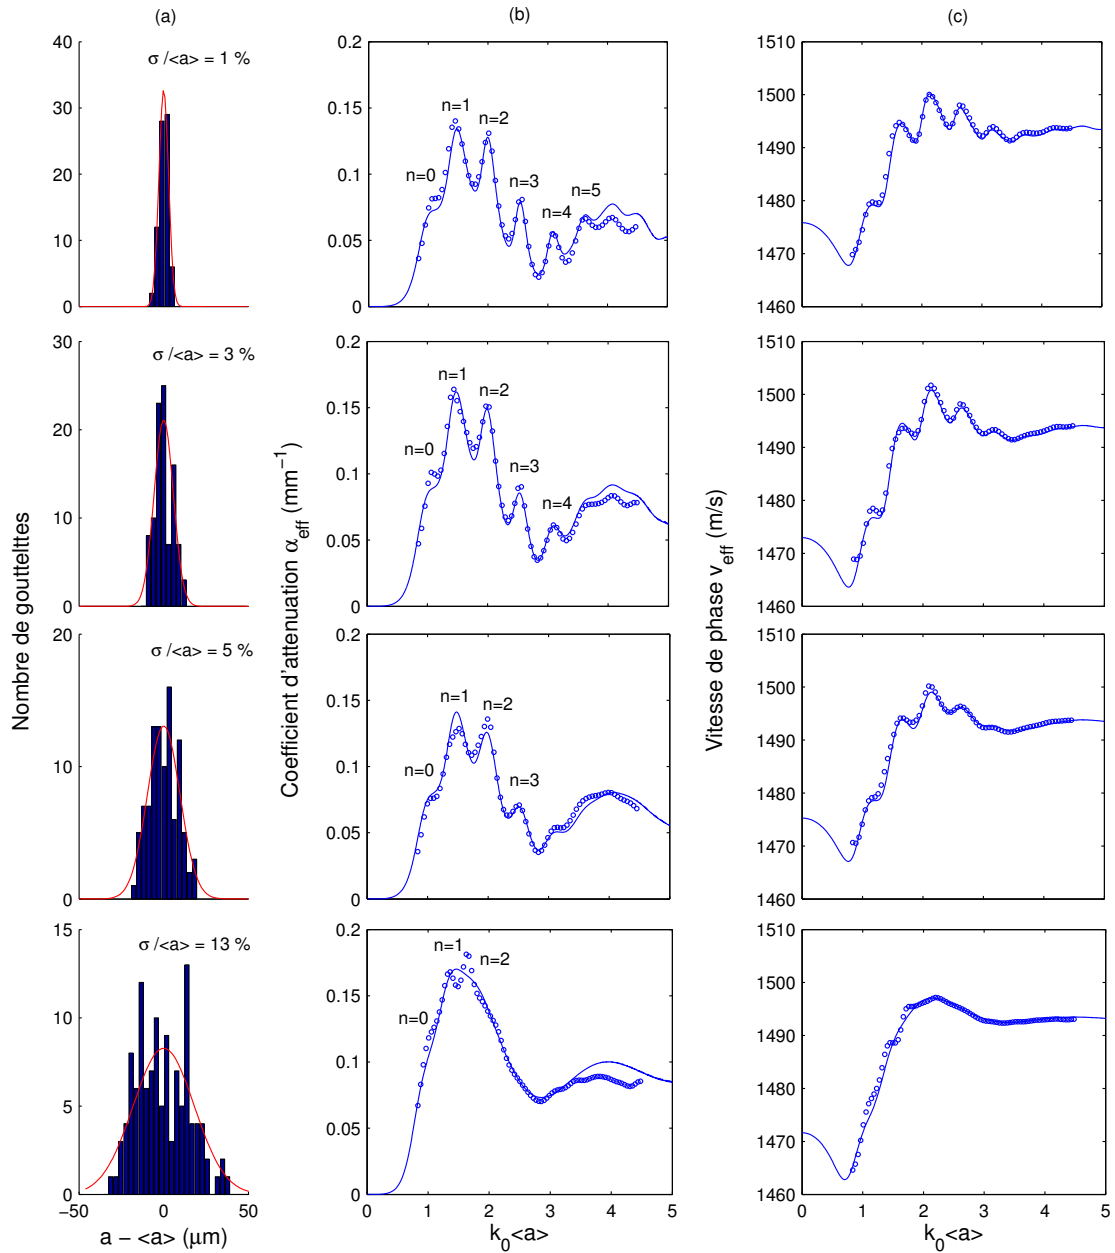 (a)
(b)
(c)
Nombre de gouttelttes
σ /<a> = 1 %
40
30
20
10
0
σ /<a> = 3 %
30
20
10
0
σ /<a> = 5 %
20
10
0
σ /<a> = 13 %
15
10
5
0
−50
0
50
a − <a> (μm)
Coefficient d'attenuation α_eff (mm⁻¹)
0.2
0.15
0.1
0.05
0
n=0
n=1
n=2
n=3
n=4
n=5
0.2
0.15
0.1
0.05
0
n=0
n=1
n=2
n=3
n=4
0.2
0.15
0.1
0.05
0
n=0
n=1
n=2
n=3
0.2
0.15
0.1
0.05
0
n=0
n=1
n=2
0
1
2
3
4
5
k₀<a>
Vitesse de phase v_eff (m/s)
1510
1500
1490
1480
1470
1460
1510
1500
1490
1480
1470
1460
1510
1500
1490
1480
1470
1460
1510
1500
1490
1480
1470
1460
0
1
2
3
4
5
k₀<a>